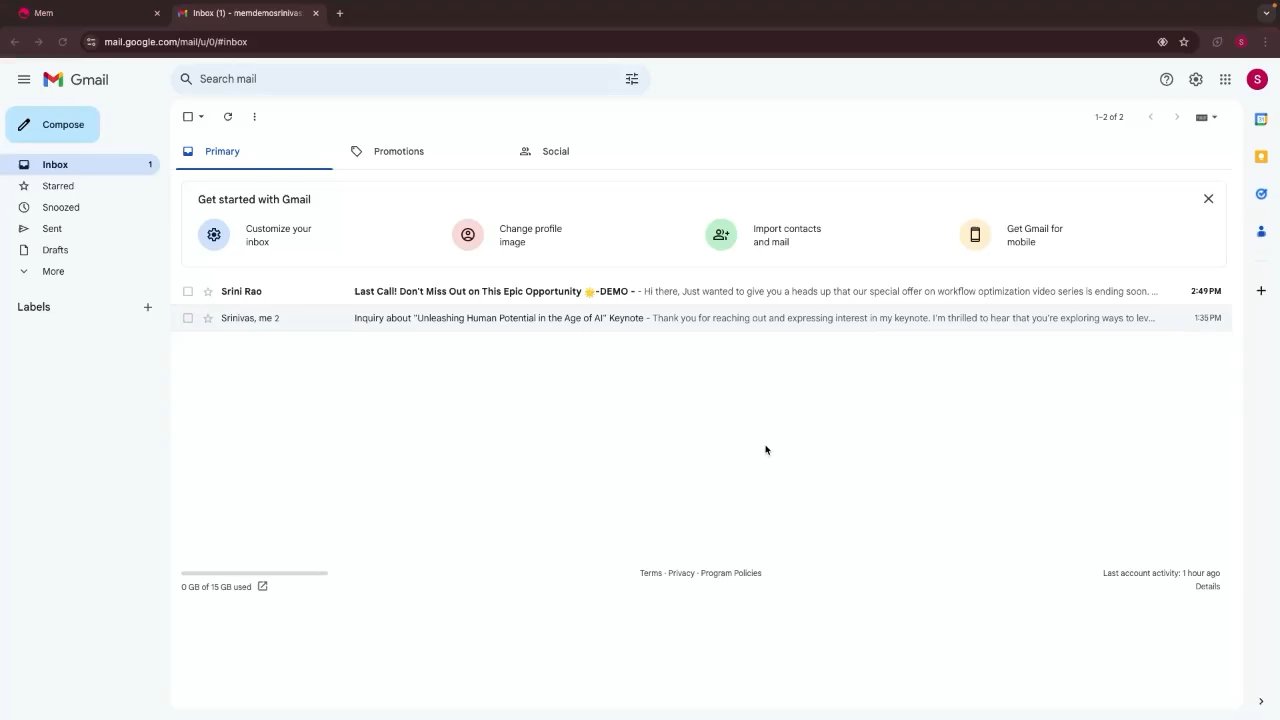 Mem
Inbox (1) - memdemosrinivas
mail.google.com/mail/u/0/#inbox
S
Gmail
Search mail
S
Compose
1–2 of 2
Inbox 1
Starred
Snoozed
Sent
Drafts
More
Labels
Primary
Promotions
Social
Get started with Gmail
Customize your
inbox
Change profile
image
Import contacts
and mail
Get Gmail for
mobile
Srini Rao Last Call! Don't Miss Out on This Epic Opportunity 🌟-DEMO - - Hi there, Just wanted to give you a heads up that our special offer on workflow optimization video series is ending soon. ... 2:49 PM
Srinivas, me 2 Inquiry about "Unleashing Human Potential in the Age of AI" Keynote - Thank you for reaching out and expressing interest in my keynote. I'm thrilled to hear that you're exploring ways to lev... 1:35 PM
0 GB of 15 GB used
Terms · Privacy · Program Policies
Last account activity: 1 hour ago
Details